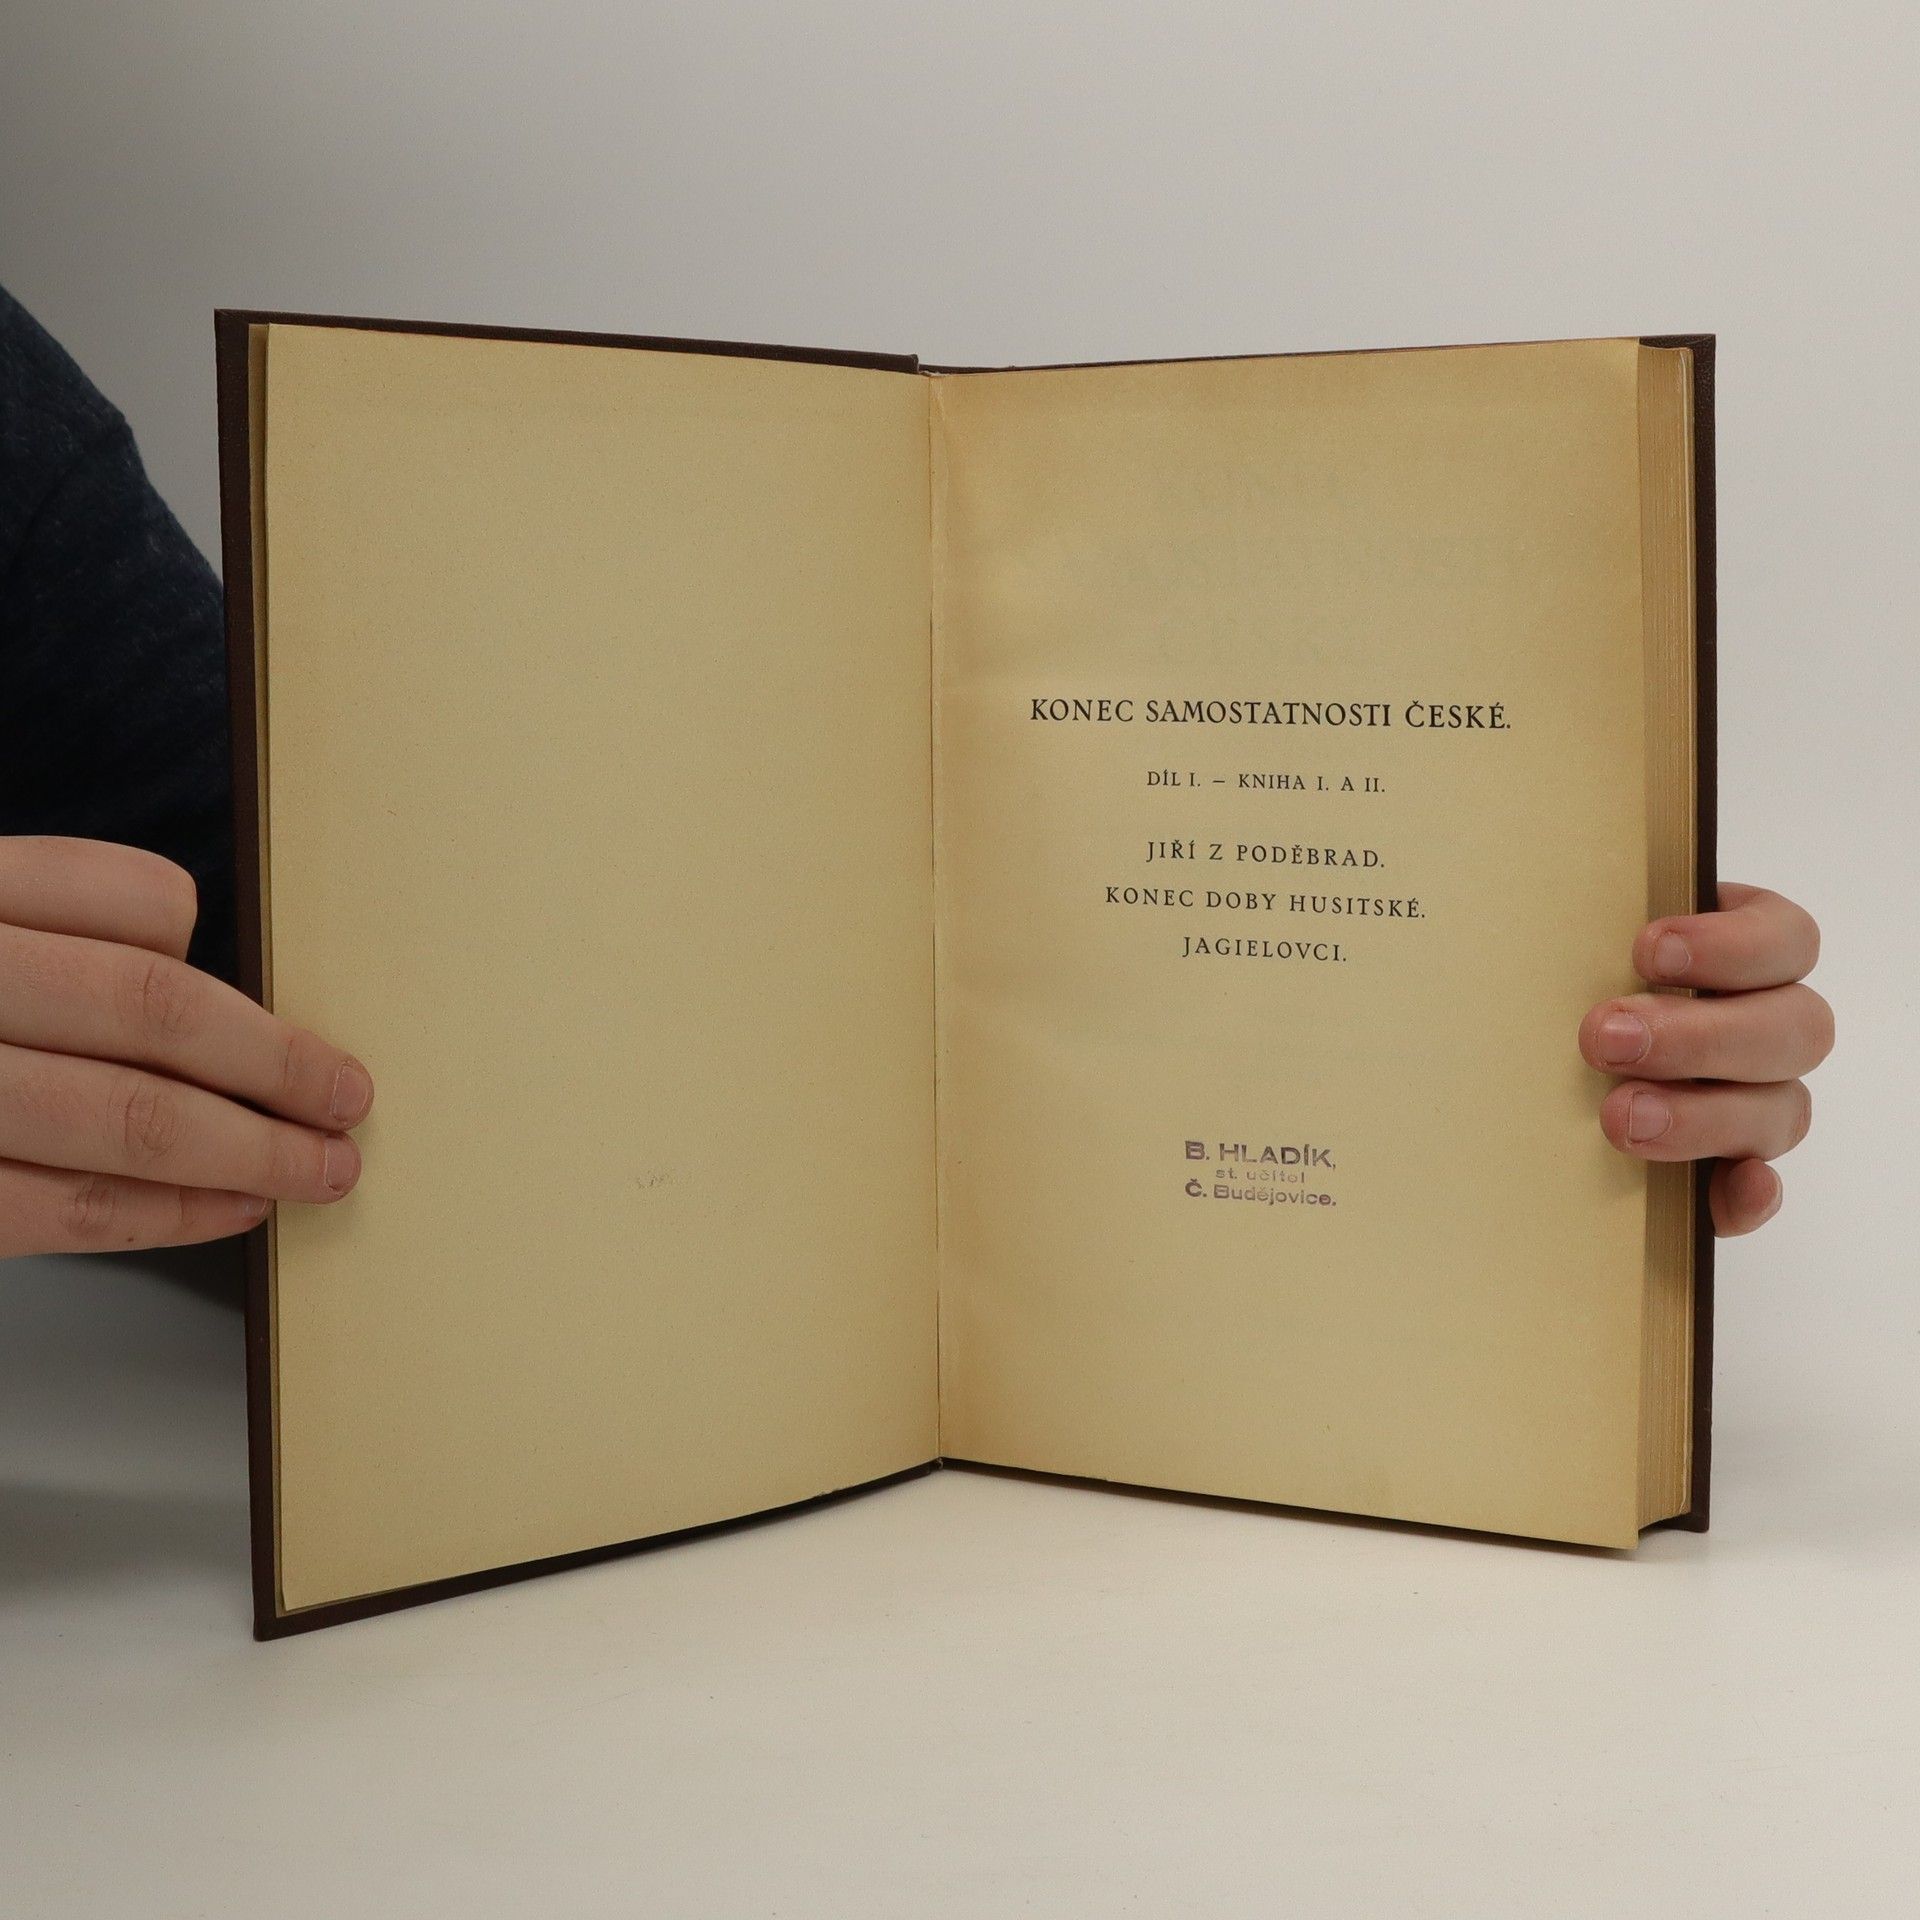 KONEC SAMOSTATNOSTI ČESKÉ.
DÍL I. – KNIHA I. A II.
JIŘÍ Z PODĚBRAD.
KONEC DOBY HUSITSKÉ.
JAGIELOVCI.
B. HLADÍK,
st. učitel
Č. Budějovice.